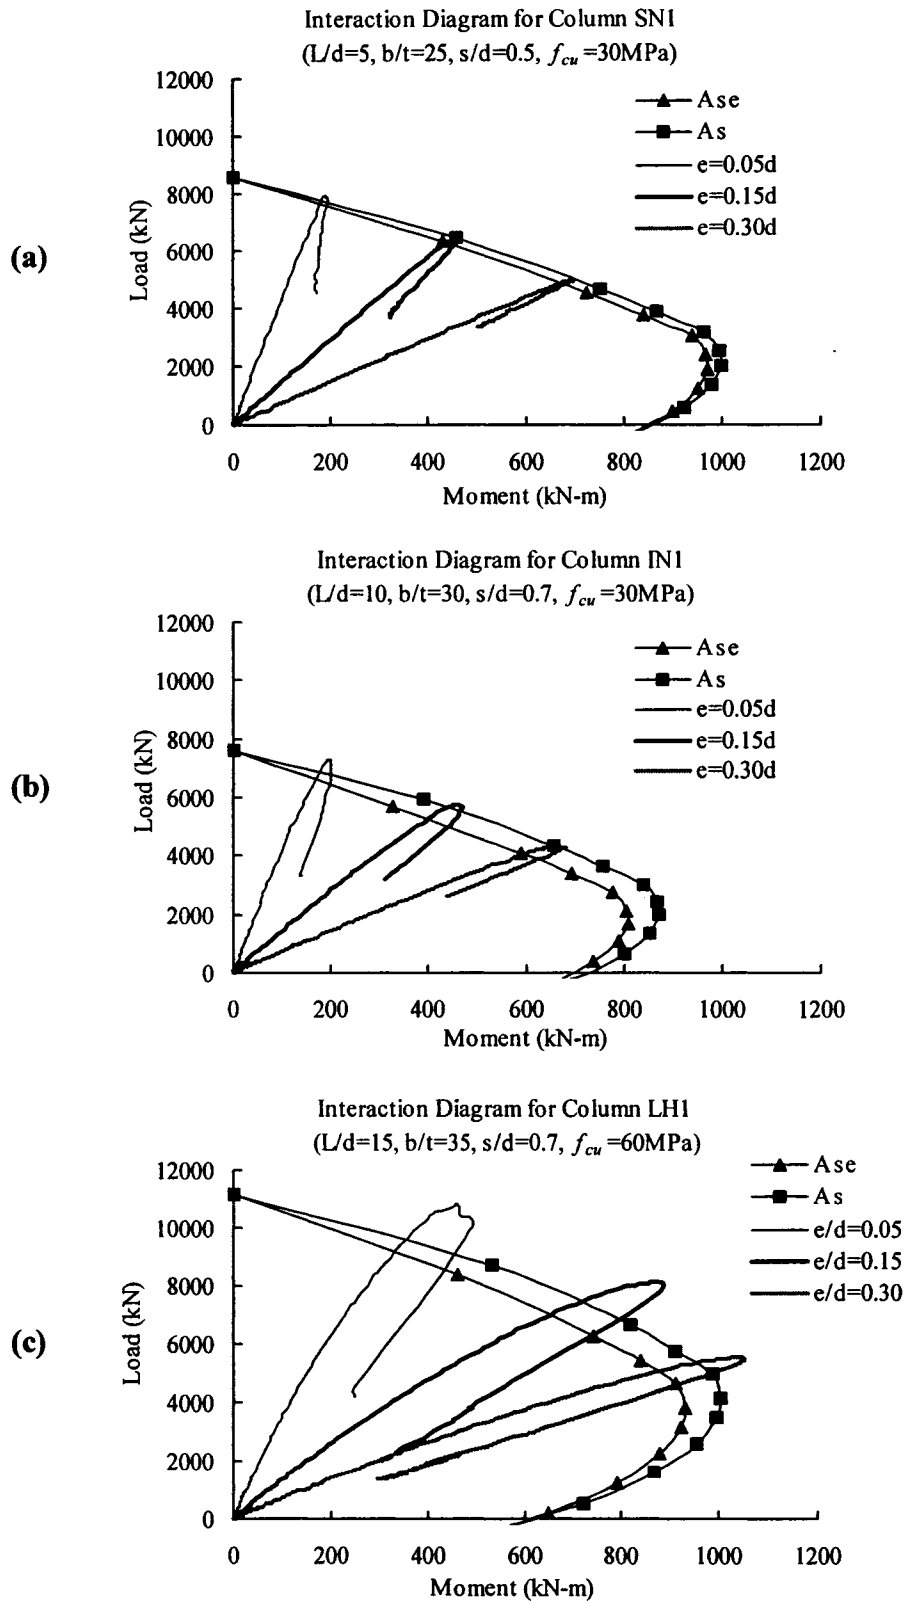 Interaction Diagram for Column SN1
(L/d=5, b/t=25, s/d=0.5, fcu =30MPa)
(a)
Load (kN)
12000
10000
8000
6000
4000
2000
0
Ase
As
e=0.05d
e=0.15d
e=0.30d
0 200 400 600 800 1000 1200
Moment (kN-m)
Interaction Diagram for Column IN1
(L/d=10, b/t=30, s/d=0.7, fcu =30MPa)
(b)
Load (kN)
12000
10000
8000
6000
4000
2000
0
Ase
As
e=0.05d
e=0.15d
e=0.30d
0 200 400 600 800 1000 1200
Moment (kN-m)
Interaction Diagram for Column LH1
(L/d=15, b/t=35, s/d=0.7, fcu =60MPa)
(c)
Load (kN)
12000
10000
8000
6000
4000
2000
0
Ase
As
e/d=0.05
e/d=0.15
e/d=0.30
0 200 400 600 800 1000 1200
Moment (kN-m)